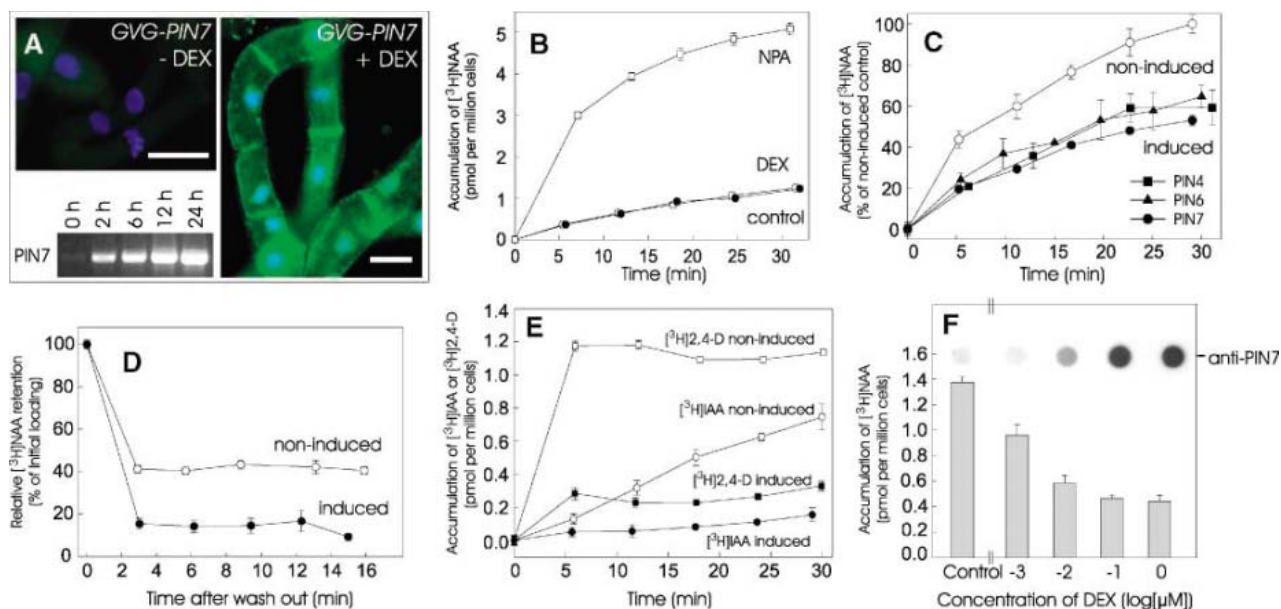 A
GVG-PIN7
- DEX
GVG-PIN7
+ DEX
0 h
2 h
6 h
12 h
24 h
PIN7
B
Accumulation of [³H]NAA
(pmol per million cells)
5
4
3
2
1
0
NPA
DEX
control
0 5 10 15 20 25 30
Time (min)
C
Accumulation of [³H]NAA
[% of non-induced control]
100
80
60
40
20
0
non-induced
induced
PIN4
PIN6
PIN7
0 5 10 15 20 25 30
Time (min)
D
Relative [³H]NAA retention
(% of initial loading)
100
80
60
40
20
0
non-induced
induced
0 2 4 6 8 10 12 14 16
Time after wash out (min)
E
Accumulation of [³H]IAA or [³H]2,4-D
(pmol per million cells)
1.4
1.2
1.0
0.8
0.6
0.4
0.2
0.0
[³H]2,4-D non-induced
[³H]IAA non-induced
[³H]2,4-D induced
[³H]IAA induced
0 5 10 15 20 25 30
Time (min)
F
anti-PIN7
Accumulation of [³H]NAA
[pmol per million cells)
1.6
1.4
1.2
1.0
0.8
0.6
0.4
0.2
0.0
Control -3 -2 -1 0
Concentration of DEX (log[µM])